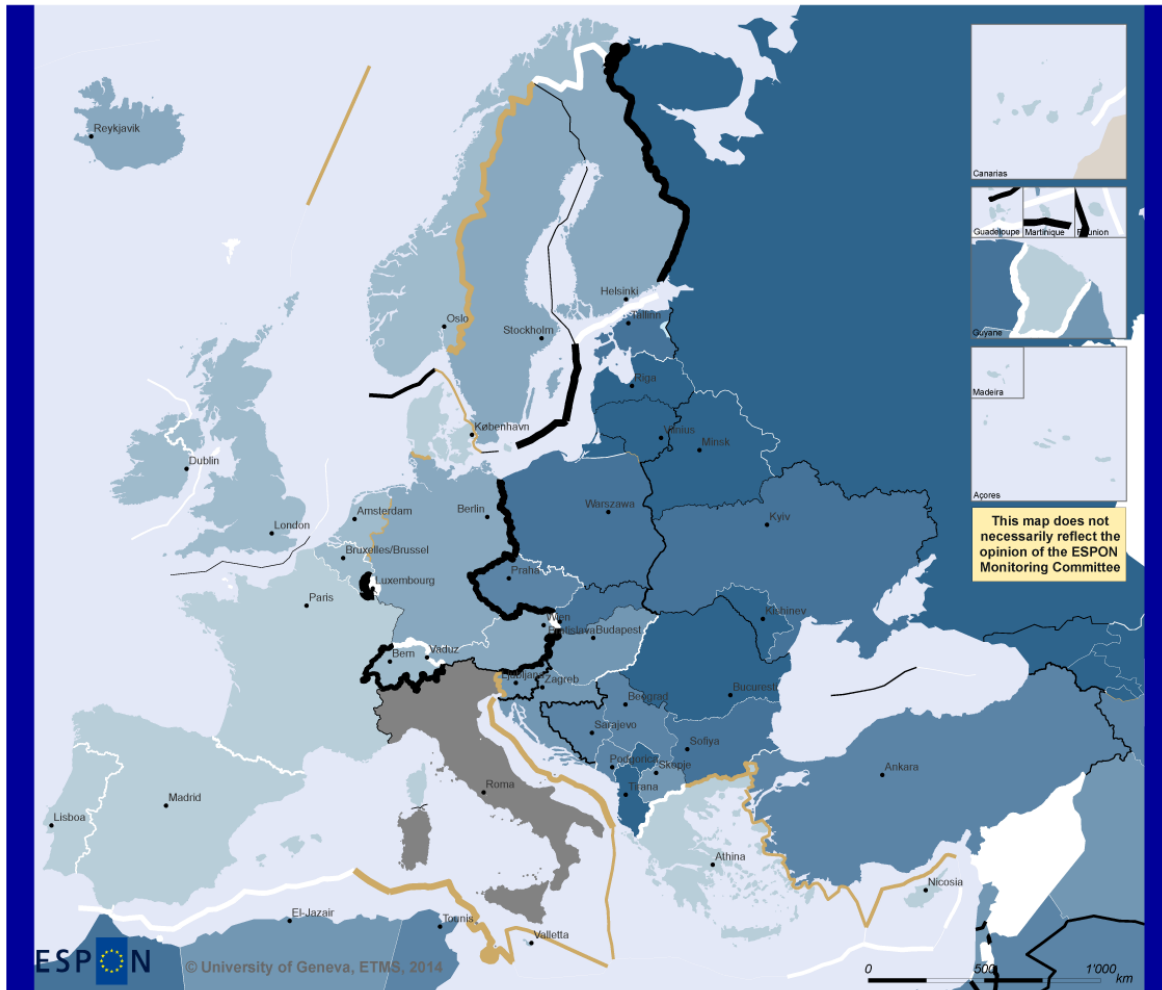 Reykjavik
Canarias
Guadeloupe
Martinique
Réunion
Guyane
Helsinki
Oslo
Tallinn
Stockholm
Madeira
Riga
København
Vilnius
Minsk
Dublin
Açores
Warszawa
Amsterdam
Berlin
Kyiv
London
This map does not
necessarily reflect the
opinion of the ESPON
Monitoring Committee
Bruxelles/Brussel
Praha
Luxembourg
Paris
Kishinev
Wien
Bratislava
Budapest
Bern
Vaduz
Ljubljana
Zagreb
Beograd
Bucuresti
Sarajevo
Sofiya
Podgorica
Skopje
Ankara
Roma
Tirana
Madrid
Lisboa
Athina
Nicosia
El-Jazair
Tounis
Valletta
ESPON
© University of Geneva, ETMS, 2014
0 500 1'000
km